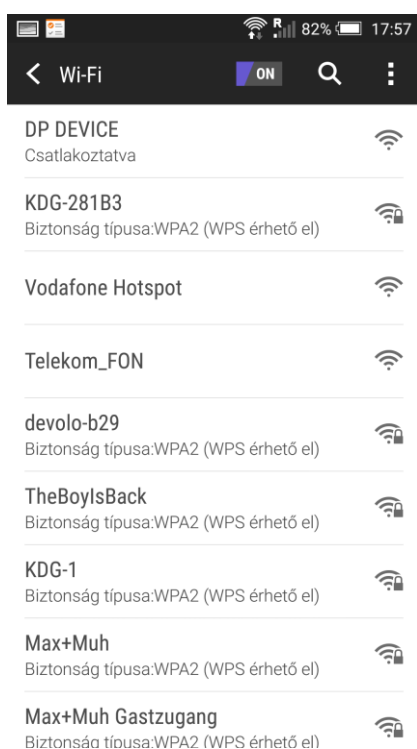 R 82% 17:57
Wi-Fi ON
DP DEVICE
Csatlakoztatva
KDG-281B3
Biztonság típusa:WPA2 (WPS érhető el)
Vodafone Hotspot
Telekom_FON
devolo-b29
Biztonság típusa:WPA2 (WPS érhető el)
TheBoyIsBack
Biztonság típusa:WPA2 (WPS érhető el)
KDG-1
Biztonság típusa:WPA2 (WPS érhető el)
Max+Muh
Biztonság típusa:WPA2 (WPS érhető el)
Max+Muh Gastzugang
Biztonság típusa:WPA2 (WPS érhető el)